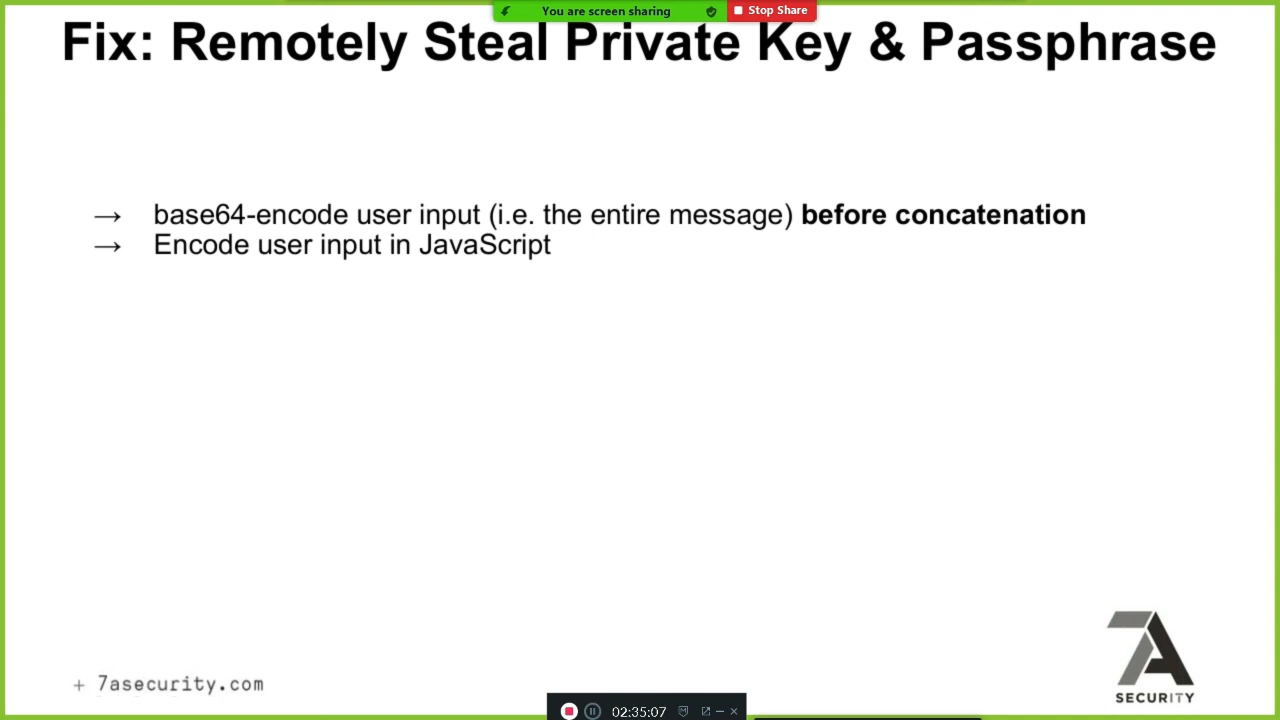 You are screen sharing
Stop Share
Fix: Remotely Steal Private Key & Passphrase
→ base64-encode user input (i.e. the entire message) before concatenation
→ Encode user input in JavaScript
+ 7asecurity.com
7A
SECURITY
02:35:07